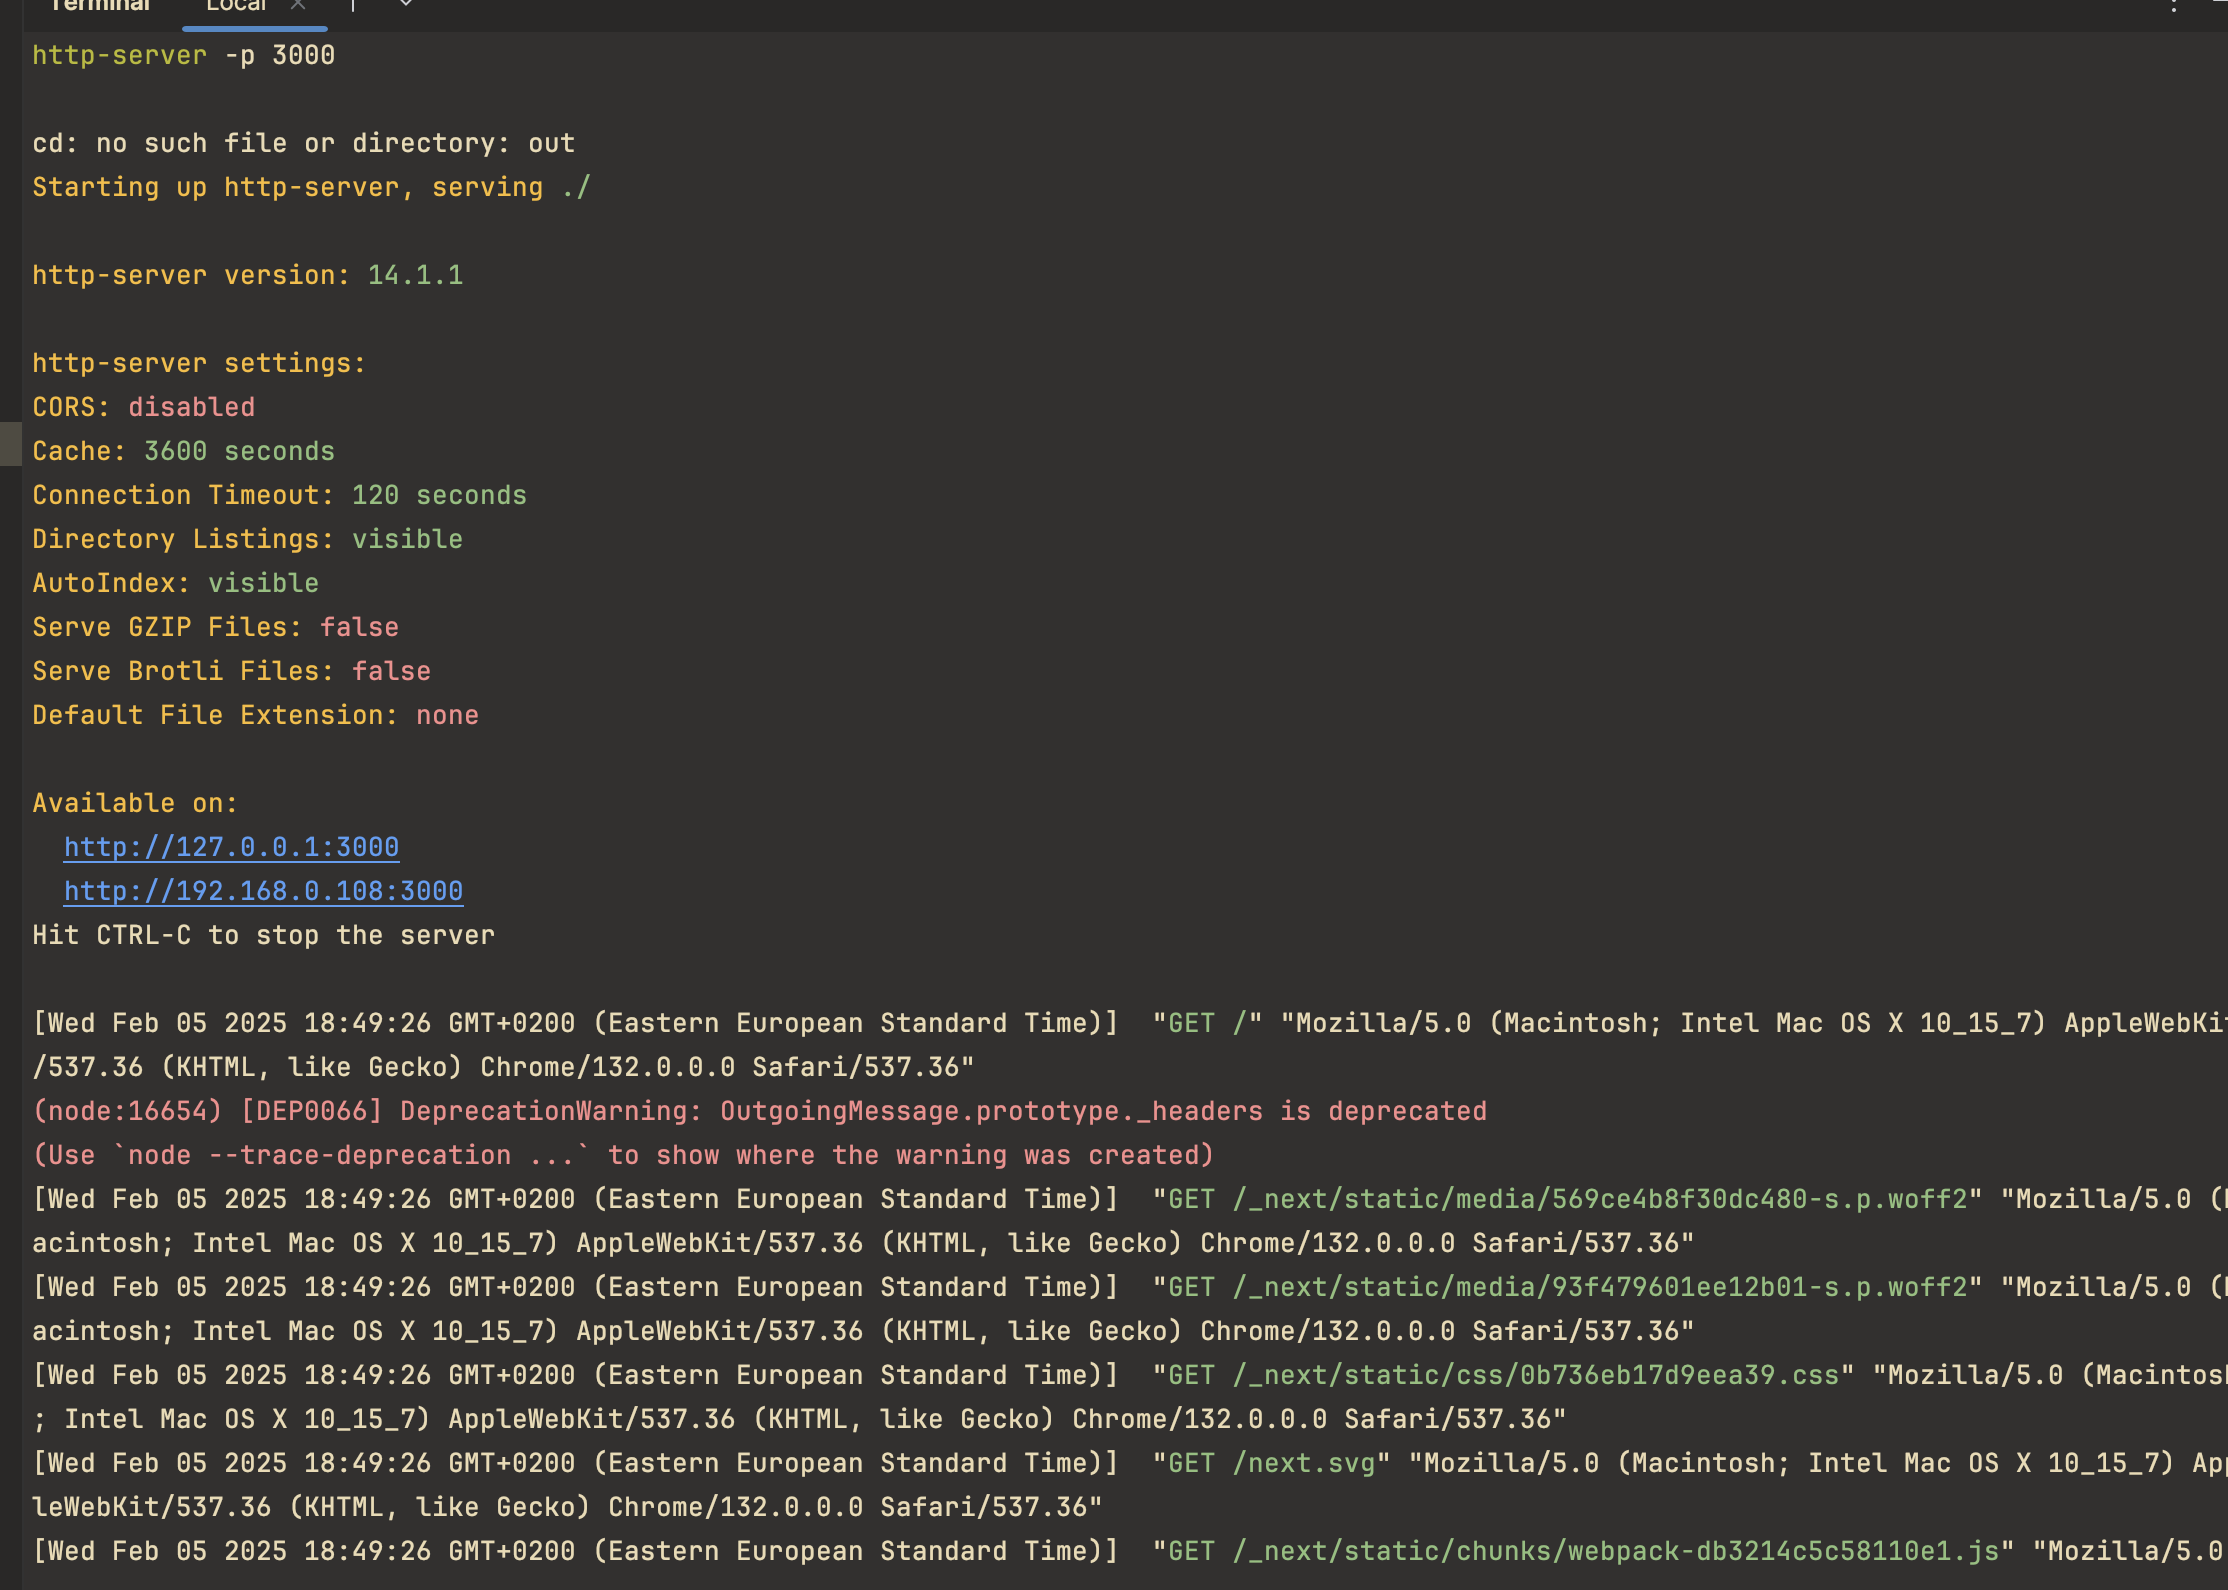 Terminal Local
http-server -p 3000
cd: no such file or directory: out
Starting up http-server, serving ./
http-server version: 14.1.1
http-server settings:
CORS: disabled
Cache: 3600 seconds
Connection Timeout: 120 seconds
Directory Listings: visible
AutoIndex: visible
Serve GZIP Files: false
Serve Brotli Files: false
Default File Extension: none
Available on:
http://127.0.0.1:3000
http://192.168.0.108:3000
Hit CTRL-C to stop the server
[Wed Feb 05 2025 18:49:26 GMT+0200 (Eastern European Standard Time)]  "GET /" "Mozilla/5.0 (Macintosh; Intel Mac OS X 10_15_7) AppleWebKit
/537.36 (KHTML, like Gecko) Chrome/132.0.0.0 Safari/537.36"
(node:16654) [DEP0066] DeprecationWarning: OutgoingMessage.prototype._headers is deprecated
(Use `node --trace-deprecation ...` to show where the warning was created)
[Wed Feb 05 2025 18:49:26 GMT+0200 (Eastern European Standard Time)]  "GET /_next/static/media/569ce4b8f30dc480-s.p.woff2" "Mozilla/5.0 (M
acintosh; Intel Mac OS X 10_15_7) AppleWebKit/537.36 (KHTML, like Gecko) Chrome/132.0.0.0 Safari/537.36"
[Wed Feb 05 2025 18:49:26 GMT+0200 (Eastern European Standard Time)]  "GET /_next/static/media/93f479601ee12b01-s.p.woff2" "Mozilla/5.0 (M
acintosh; Intel Mac OS X 10_15_7) AppleWebKit/537.36 (KHTML, like Gecko) Chrome/132.0.0.0 Safari/537.36"
[Wed Feb 05 2025 18:49:26 GMT+0200 (Eastern European Standard Time)]  "GET /_next/static/css/0b736eb17d9eea39.css" "Mozilla/5.0 (Macintosh
; Intel Mac OS X 10_15_7) AppleWebKit/537.36 (KHTML, like Gecko) Chrome/132.0.0.0 Safari/537.36"
[Wed Feb 05 2025 18:49:26 GMT+0200 (Eastern European Standard Time)]  "GET /next.svg" "Mozilla/5.0 (Macintosh; Intel Mac OS X 10_15_7) App
leWebKit/537.36 (KHTML, like Gecko) Chrome/132.0.0.0 Safari/537.36"
[Wed Feb 05 2025 18:49:26 GMT+0200 (Eastern European Standard Time)]  "GET /_next/static/chunks/webpack-db3214c5c58110e1.js" "Mozilla/5.0